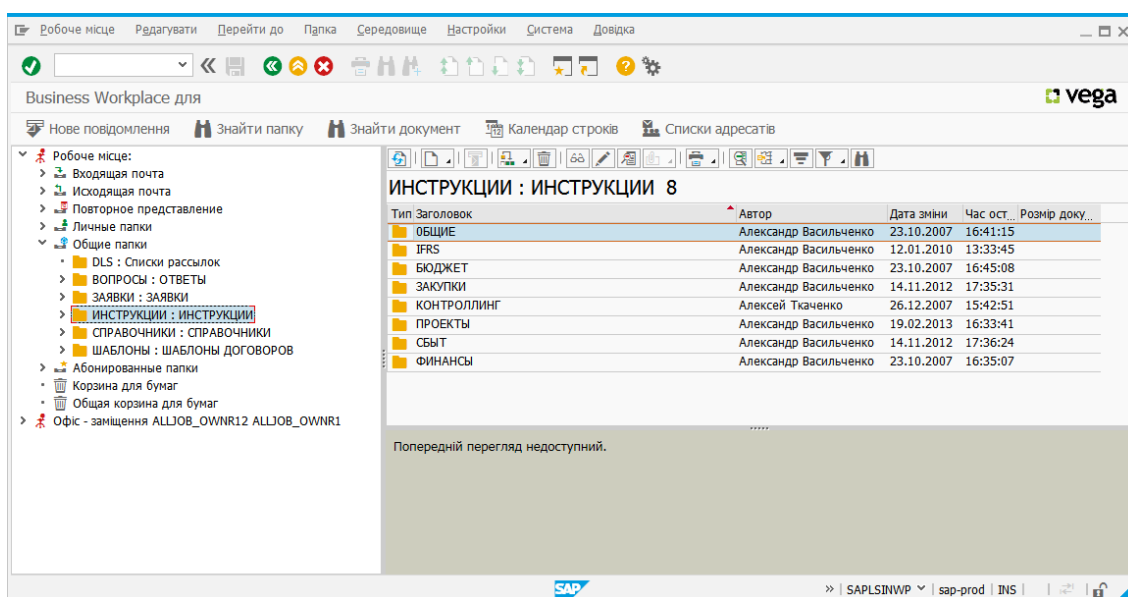 Робоче місце Редагувати Перейти до Папка Середовище Настройки Система Довідка
Business Workplace для
vega
Нове повідомлення Знайти папку Знайти документ Календар строків Списки адресатів
Робоче місце:
Входящая почта
Исходящая почта
Повторное представление
Личные папки
Общие папки
DLS : Списки рассылок
ВОПРОСЫ : ОТВЕТЫ
ЗАЯВКИ : ЗАЯВКИ
ИНСТРУКЦИИ : ИНСТРУКЦИИ
СПРАВОЧНИКИ : СПРАВОЧНИКИ
ШАБЛОНЫ : ШАБЛОНЫ ДОГОВОРОВ
Абонированные папки
Корзина для бумаг
Общая корзина для бумаг
Офіс - заміщення ALLJOB_OWNR12 ALLJOB_OWNR1
ИНСТРУКЦИИ : ИНСТРУКЦИИ 8
Тип Заголовок Автор Дата зміни Час ост... Розмір доку...
0БЩИЕ Александр Васильченко 23.10.2007 16:41:15
IFRS Александр Васильченко 12.01.2010 13:33:45
БЮДЖЕТ Александр Васильченко 23.10.2007 16:45:08
ЗАКУПКИ Александр Васильченко 14.11.2012 17:35:31
КОНТРОЛЛИНГ Алексей Ткаченко 26.12.2007 15:42:51
ПРОЕКТЫ Александр Васильченко 19.02.2013 16:33:41
СБЫТ Александр Васильченко 14.11.2012 17:36:24
ФИНАНСЫ Александр Васильченко 23.10.2007 16:35:07
Попередній перегляд недоступний.
SAP
SAPLSINWP sap-prod INS